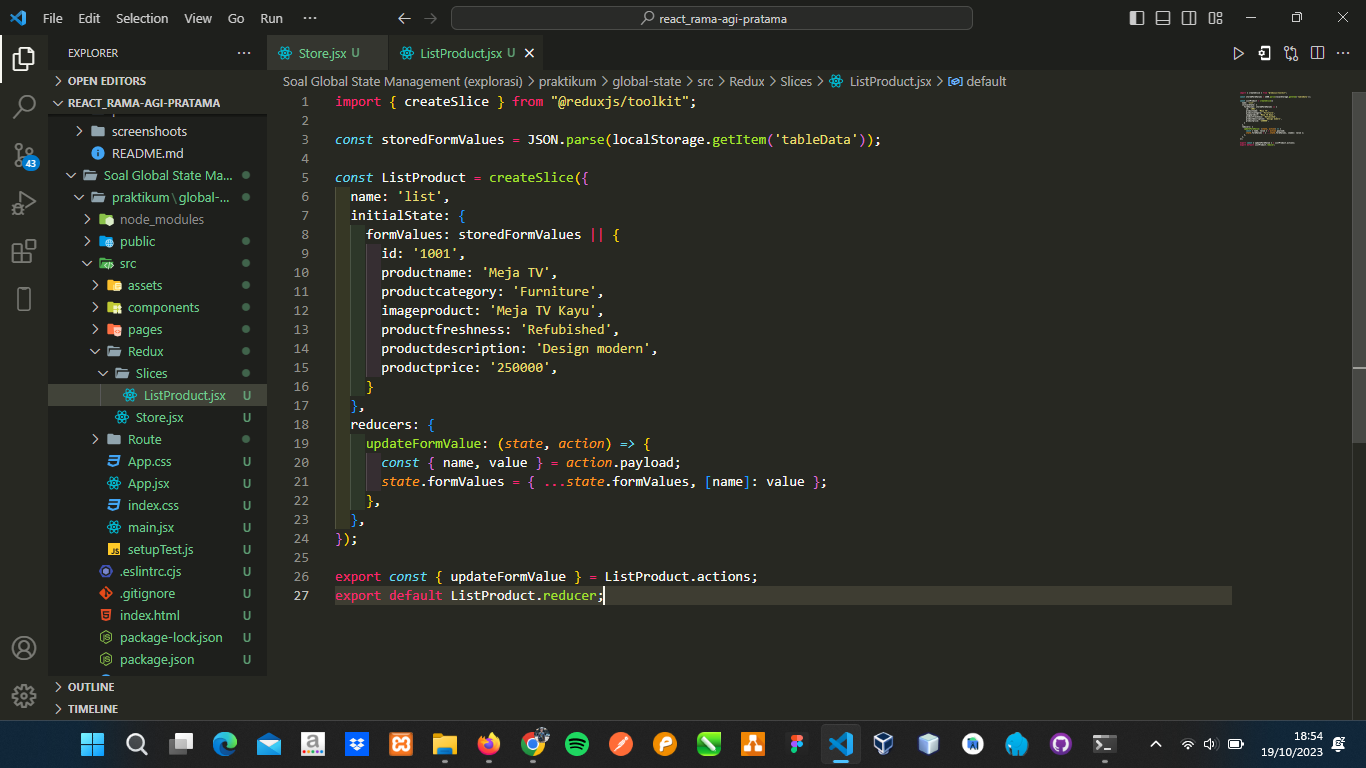 File Edit Selection View Go Run ··· react_rama-agi-pratama
EXPLORER ···
OPEN EDITORS
REACT_RAMA-AGI-PRATAMA
screenshoots
README.md
Soal Global State Ma...
praktikum \ global-...
node_modules
public
src
assets
components
pages
Redux
Slices
ListProduct.jsx U
Store.jsx U
Route
App.css U
App.jsx U
index.css U
main.jsx U
setupTest.js U
.eslintrc.cjs U
.gitignore U
index.html U
package-lock.json U
package.json U
OUTLINE
TIMELINE
43
Store.jsx U ListProduct.jsx U
Soal Global State Management (explorasi) > praktikum > global-state > src > Redux > Slices > ListProduct.jsx > default
1 import { createSlice } from "@reduxjs/toolkit";
2
3 const storedFormValues = JSON.parse(localStorage.getItem('tableData'));
4
5 const ListProduct = createSlice({
6 name: 'list',
7 initialState: {
8 formValues: storedFormValues || {
9 id: '1001',
10 productname: 'Meja TV',
11 productcategory: 'Furniture',
12 imageproduct: 'Meja TV Kayu',
13 productfreshness: 'Refubished',
14 productdescription: 'Design modern',
15 productprice: '250000',
16 }
17 },
18 reducers: {
19 updateFormValue: (state, action) => {
20 const { name, value } = action.payload;
21 state.formValues = { ...state.formValues, [name]: value };
22 },
23 },
24 });
25
26 export const { updateFormValue } = ListProduct.actions;
27 export default ListProduct.reducer;
18:54
19/10/2023